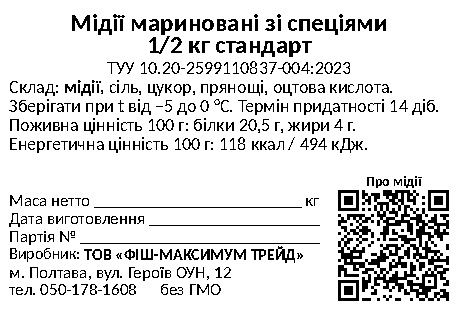 Мідії мариновані зі спеціями
1/2 кг стандарт
ТУУ 10.20-2599110837-004:2023
Склад: мідії, сіль, цукор, прянощі, оцтова кислота.
Зберігати при t від –5 до 0 °С. Термін придатності 14 діб.
Поживна цінність 100 г: білки 20,5 г, жири 4 г.
Енергетична цінність 100 г: 118 ккал / 494 кДж.
Про мідії
Маса нетто ____________________ кг
Дата виготовлення ____________________
Партія № ____________________
Виробник: ТОВ «ФІШ-МАКСИМУМ ТРЕЙД»
м. Полтава, вул. Героїв ОУН, 12
тел. 050-178-1608 без ГМО